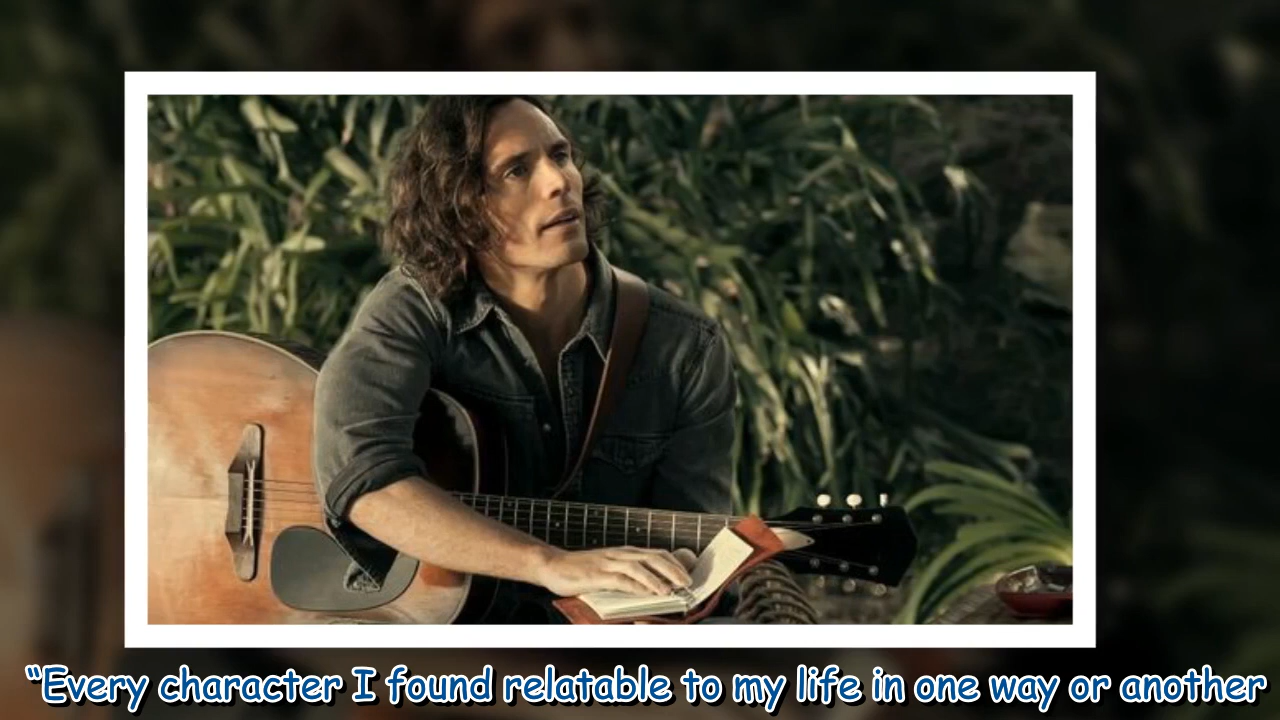 “Every character I found relatable to my life in one way or another